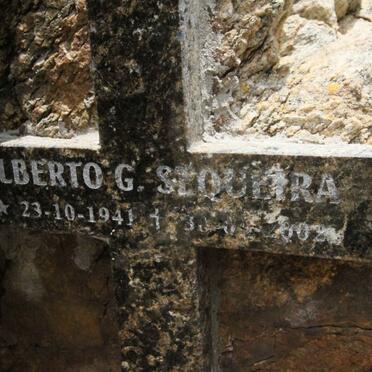 LBERTO G. SEQUEIRA
* 23-10-1941 †